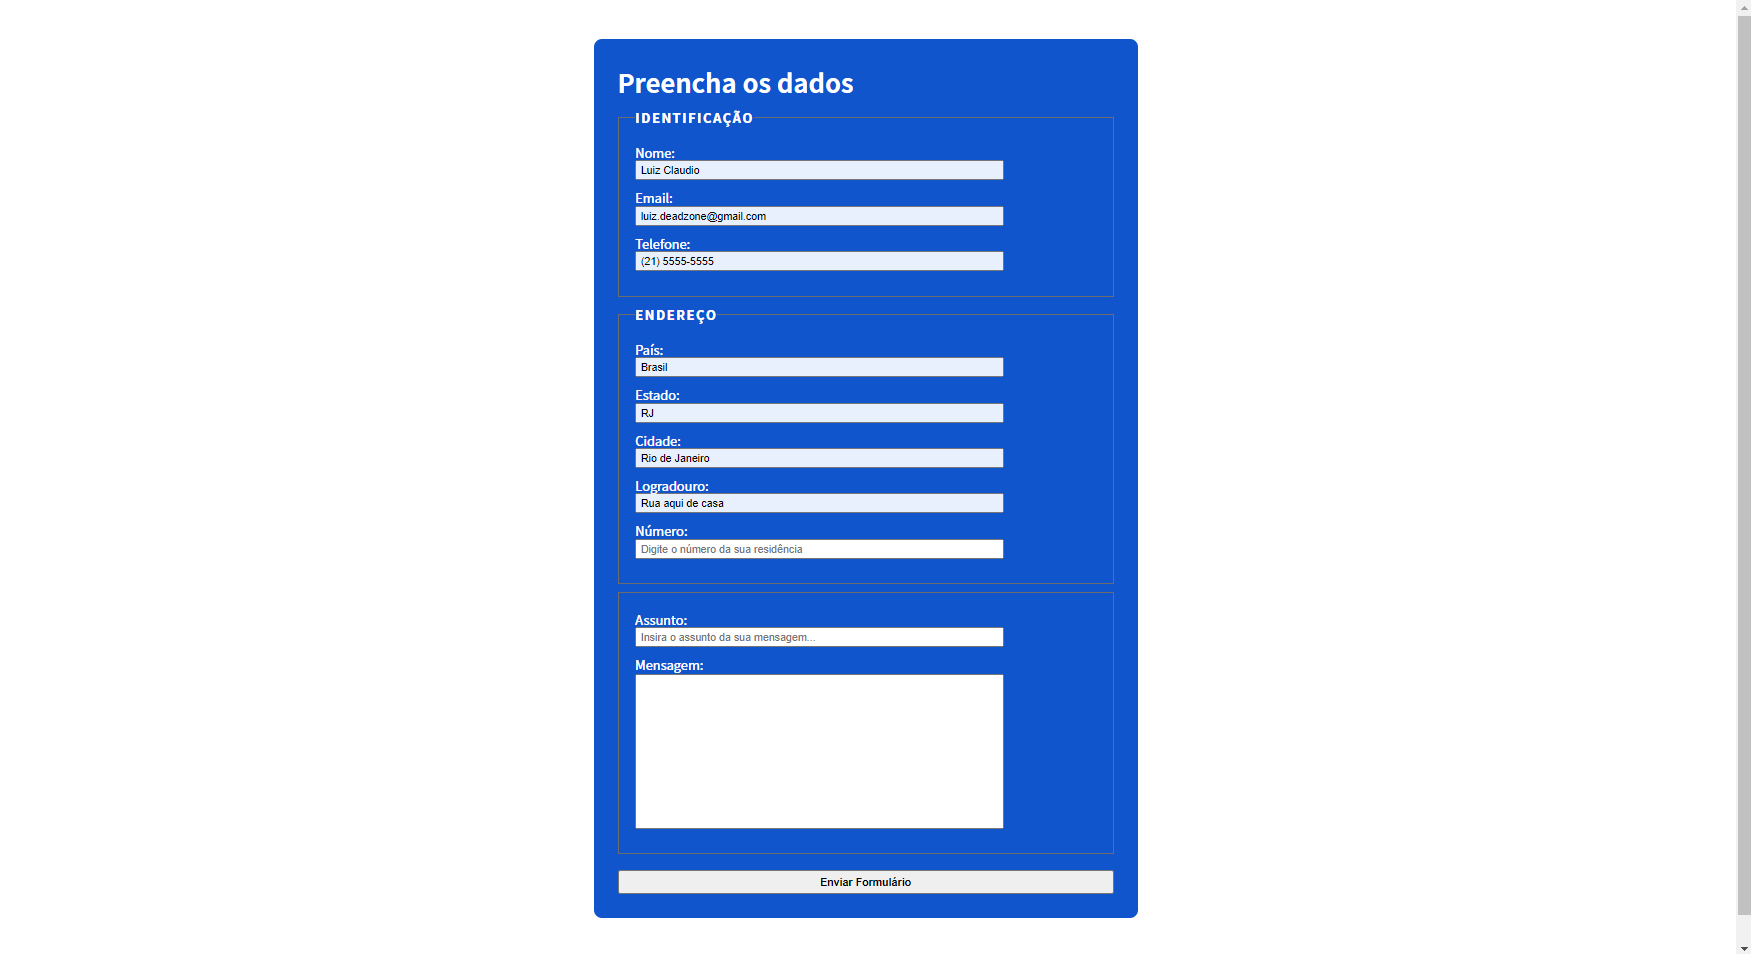 Preencha os dados
IDENTIFICAÇÃO
Nome:
Luiz Claudio
Email:
luiz.deadzone@gmail.com
Telefone:
(21) 5555-5555
ENDEREÇO
País:
Brasil
Estado:
RJ
Cidade:
Rio de Janeiro
Logradouro:
Rua aqui de casa
Número:
Digite o número da sua residência
Assunto:
Insira o assunto da sua mensagem...
Mensagem:
Enviar Formulário